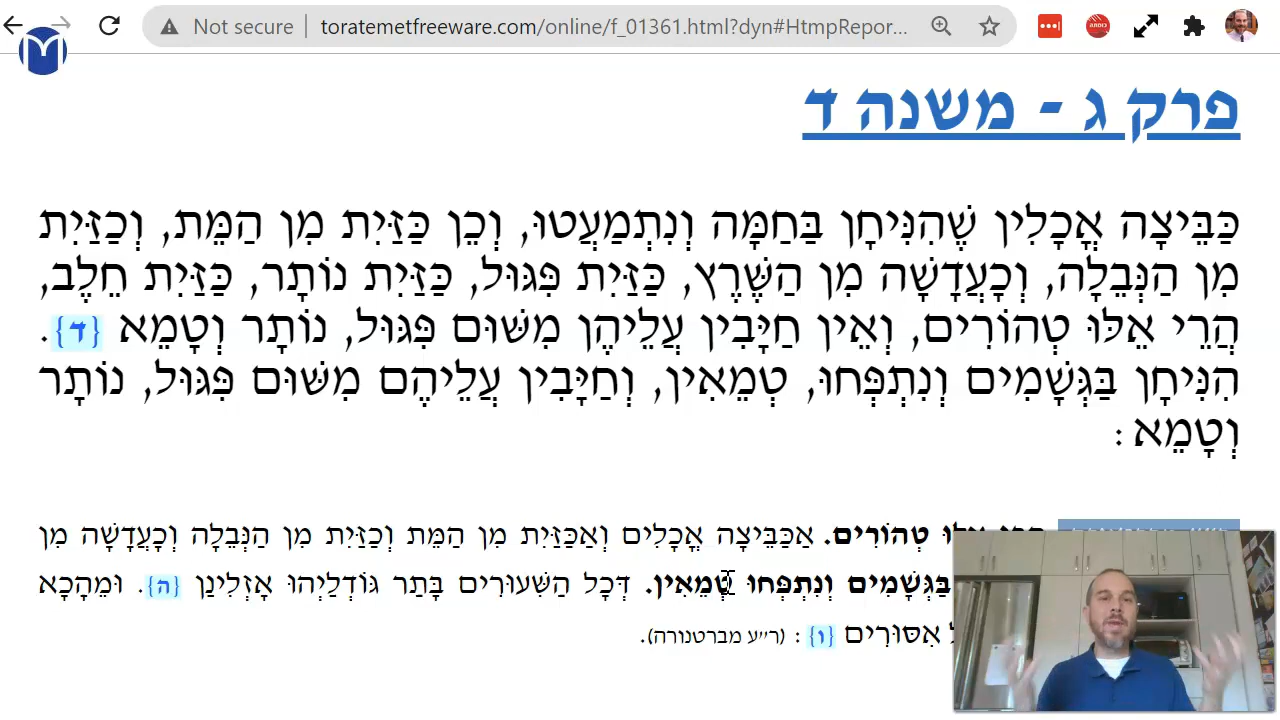 Not secure | toratemetfreeware.com/online/f_01361.html?dyn#HtmpRepor...
פרק ג - משנה ד
כַּבֵּיצָה אֳכָלִין שֶׁהִנִּיחָן בַּחַמָּה וְנִתְמַעֲטוּ, וְכֵן כַּזַּיִת מִן הַמֵּת, וְכַזַּיִת
מִן הַנְּבֵלָה, וְכָעֲדָשָׁה מִן הַשֶּׁרֶץ, כַּזַּיִת פִּגּוּל, כַּזַּיִת נוֹתָר, כַּזַּיִת חֵלֶב,
הֲרֵי אֵלּוּ טְהוֹרִים, וְאֵין חַיָּבִין עֲלֵיהֶן מִשּׁוּם פִּגּוּל, נוֹתָר וְטָמֵא {ד}.
הִנִּיחָן בַּגְּשָׁמִים וְנִתְפְּחוּ, טְמֵאִין, וְחַיָּבִין עֲלֵיהֶם מִשּׁוּם פִּגּוּל, נוֹתָר
וְטָמֵא:
טְהוֹרִים. אַכַּבֵּיצָה אֳכָלִים וְאַכַּזַּיִת מִן הַמֵּת וְכַזַּיִת מִן הַנְּבֵלָה וְכָעֲדָשָׁה מִן
בַּגְּשָׁמִים וְנִתְפְּחוּ טְמֵאִין. דְּכָל הַשִּׁעוּרִים בָּתַר גּוֹדְלַיְהוּ אָזְלִינַן {ה}. וּמֵהָכָא
אִסּוּרִים {ו}: (ר''ע מברטנורה).